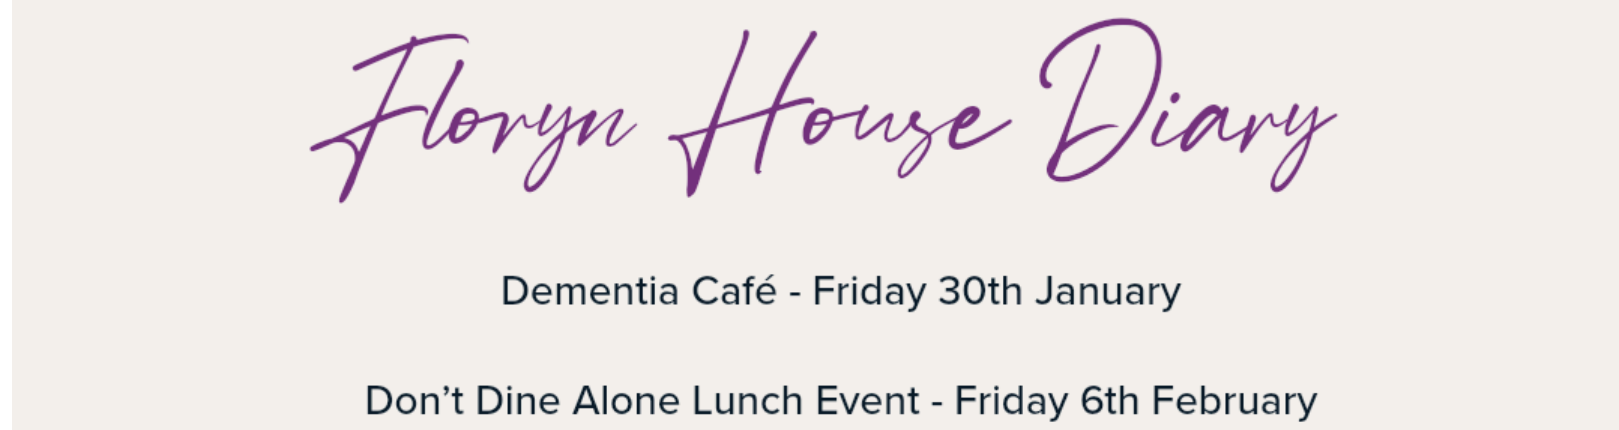 Floryn House Diary
Dementia Café - Friday 30th January
Don’t Dine Alone Lunch Event - Friday 6th February